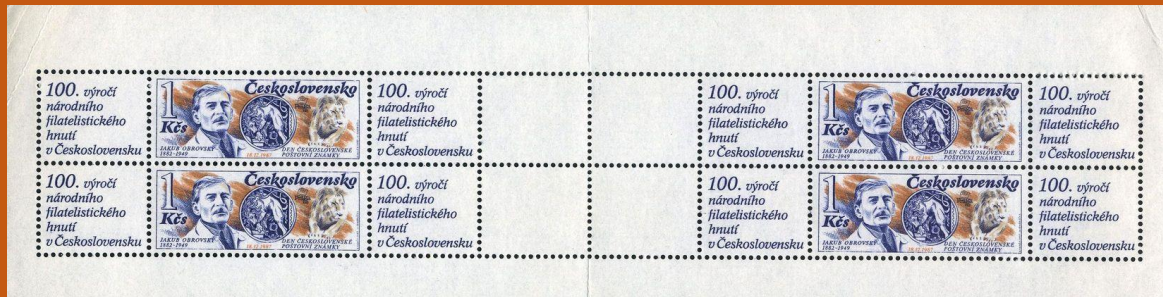 100. výročí
národního
filatelistického
hnutí
v Československu
1
Kčs
Československo
JAKUB OBROVSKÝ
1882-1949
18.12.1987
DEN ČESKOSLOVENSKÉ
POŠTOVNÍ ZNÁMKY
100. výročí
národního
filatelistického
hnutí
v Československu
100. výročí
národního
filatelistického
hnutí
v Československu
1
Kčs
Československo
JAKUB OBROVSKÝ
1882-1949
18.12.1987
DEN ČESKOSLOVENSKÉ
POŠTOVNÍ ZNÁMKY
100. výročí
národního
filatelistického
hnutí
v Československu
100. výročí
národního
filatelistického
hnutí
v Československu
1
Kčs
Československo
JAKUB OBROVSKÝ
1882-1949
18.12.1987
DEN ČESKOSLOVENSKÉ
POŠTOVNÍ ZNÁMKY
100. výročí
národního
filatelistického
hnutí
v Československu
100. výročí
národního
filatelistického
hnutí
v Československu
1
Kčs
Československo
JAKUB OBROVSKÝ
1882-1949
18.12.1987
DEN ČESKOSLOVENSKÉ
POŠTOVNÍ ZNÁMKY
100. výročí
národního
filatelistického
hnutí
v Československu